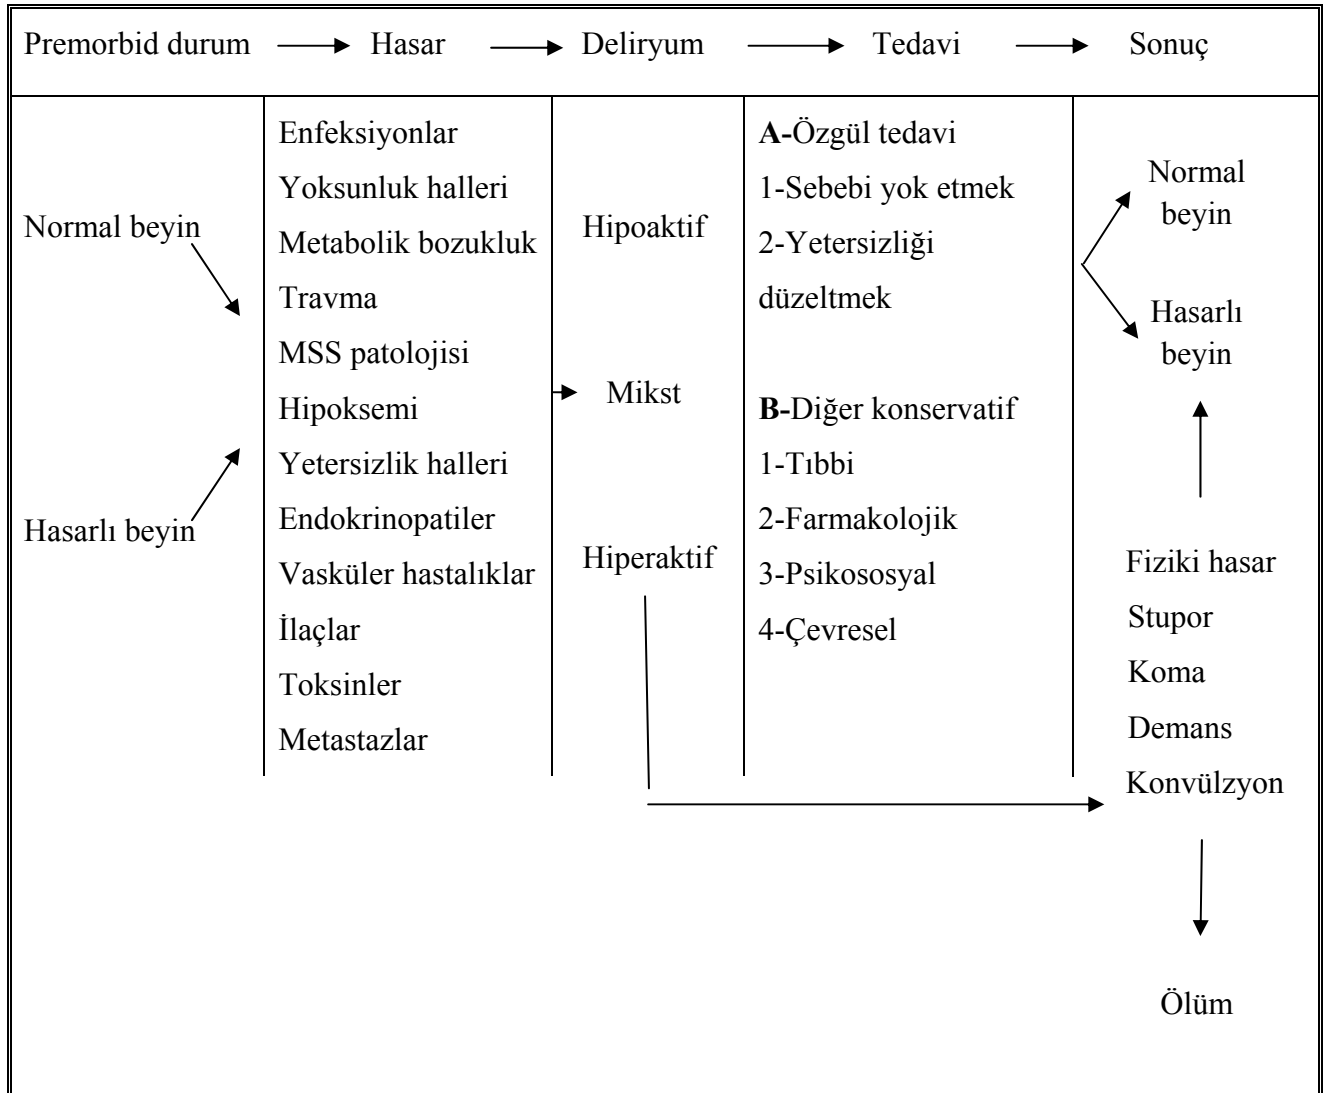 Premorbid durum Hasar Deliryum Tedavi Sonuç
Normal beyin
Hasarlı beyin
Enfeksiyonlar
Yoksunluk halleri
Metabolik bozukluk
Travma
MSS patolojisi
Hipoksemi
Yetersizlik halleri
Endokrinopatiler
Vasküler hastalıklar
İlaçlar
Toksinler
Metastazlar
Hipoaktif
Mikst
Hiperaktif
A-Özgül tedavi
1-Sebebi yok etmek
2-Yetersizliği
düzeltmek
B-Diğer konservatif
1-Tıbbi
2-Farmakolojik
3-Psikososyal
4-Çevresel
Normal
beyin
Hasarlı
beyin
Fiziki hasar
Stupor
Koma
Demans
Konvülzyon
Ölüm